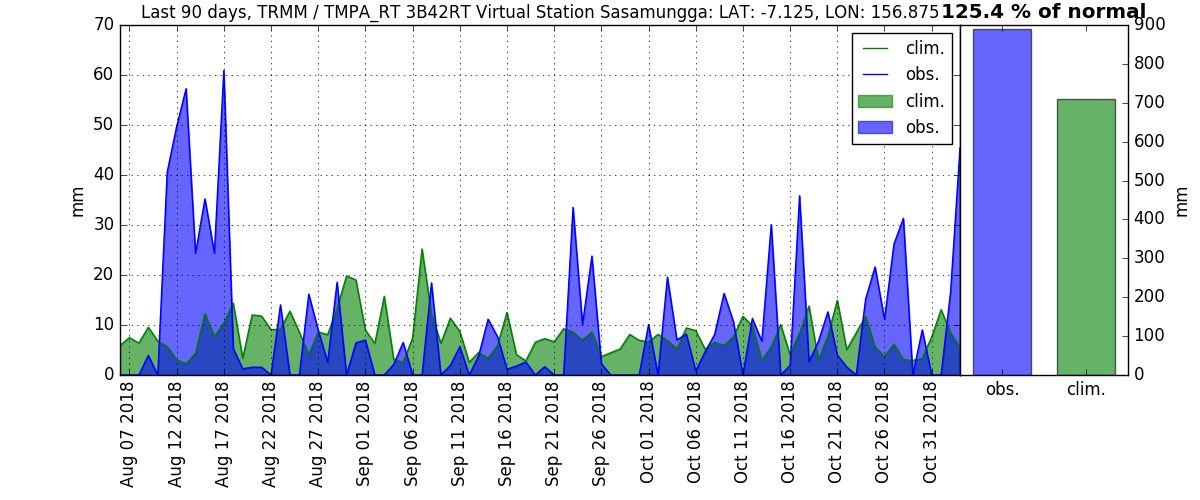 Last 90 days, TRMM / TMPA_RT 3B42RT Virtual Station Sasamungga: LAT: -7.125, LON: 156.875
125.4 % of normal
70
60
50
40
30
20
10
0
mm
clim.
obs.
clim.
obs.
900
800
700
600
500
400
300
200
100
0
mm
obs.
clim.
Aug 07 2018
Aug 12 2018
Aug 17 2018
Aug 22 2018
Aug 27 2018
Sep 01 2018
Sep 06 2018
Sep 11 2018
Sep 16 2018
Sep 21 2018
Sep 26 2018
Oct 01 2018
Oct 06 2018
Oct 11 2018
Oct 16 2018
Oct 21 2018
Oct 26 2018
Oct 31 2018